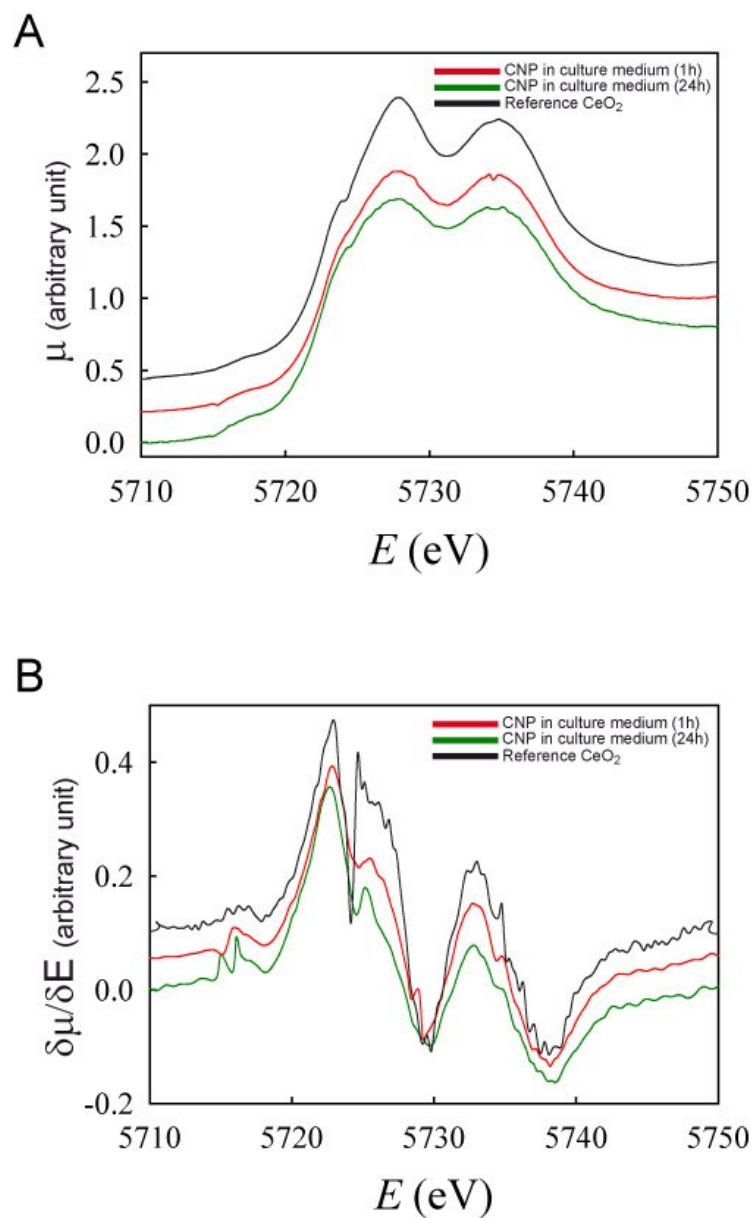 A
CNP in culture medium (1h)
CNP in culture medium (24h)
Reference CeO₂
2.5
2.0
1.5
1.0
0.5
0.0
μ (arbitrary unit)
5710 5720 5730 5740 5750
E (eV)
B
CNP in culture medium (1h)
CNP in culture medium (24h)
Reference CeO₂
0.4
0.2
0.0
-0.2
δμ/δE (arbitrary unit)
5710 5720 5730 5740 5750
E (eV)